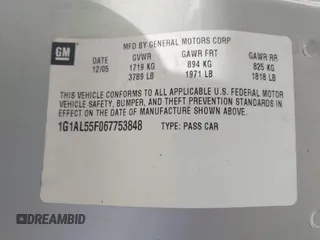 GM
MFD BY GENERAL MOTORS CORP
DATE GVWR GAWR FRT GAWR RR
12/05 1719 KG 894 KG 825 KG
3789 LB 1971 LB 1818 LB
THIS VEHICLE CONFORMS TO ALL APPLICABLE U.S. FEDERAL MOTOR
VEHICLE SAFETY, BUMPER, AND THEFT PREVENTION STANDARDS IN
EFFECT ON THE DATE OF MANUFACTURE SHOWN ABOVE.
1G1AL55F067753848 TYPE: PASS CAR
DREAMBID